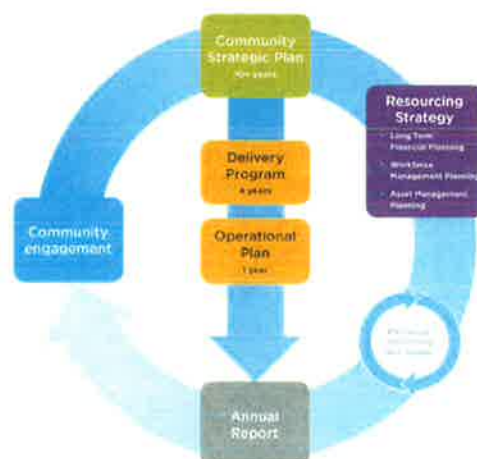 Community
Strategic Plan
10+ years
Resourcing
Strategy
Long Term
Financial Planning
Workforce
Management Planning
Asset Management
Planning
Delivery
Program
4 years
Operational
Plan
1 year
Community
engagement
Annual
Report